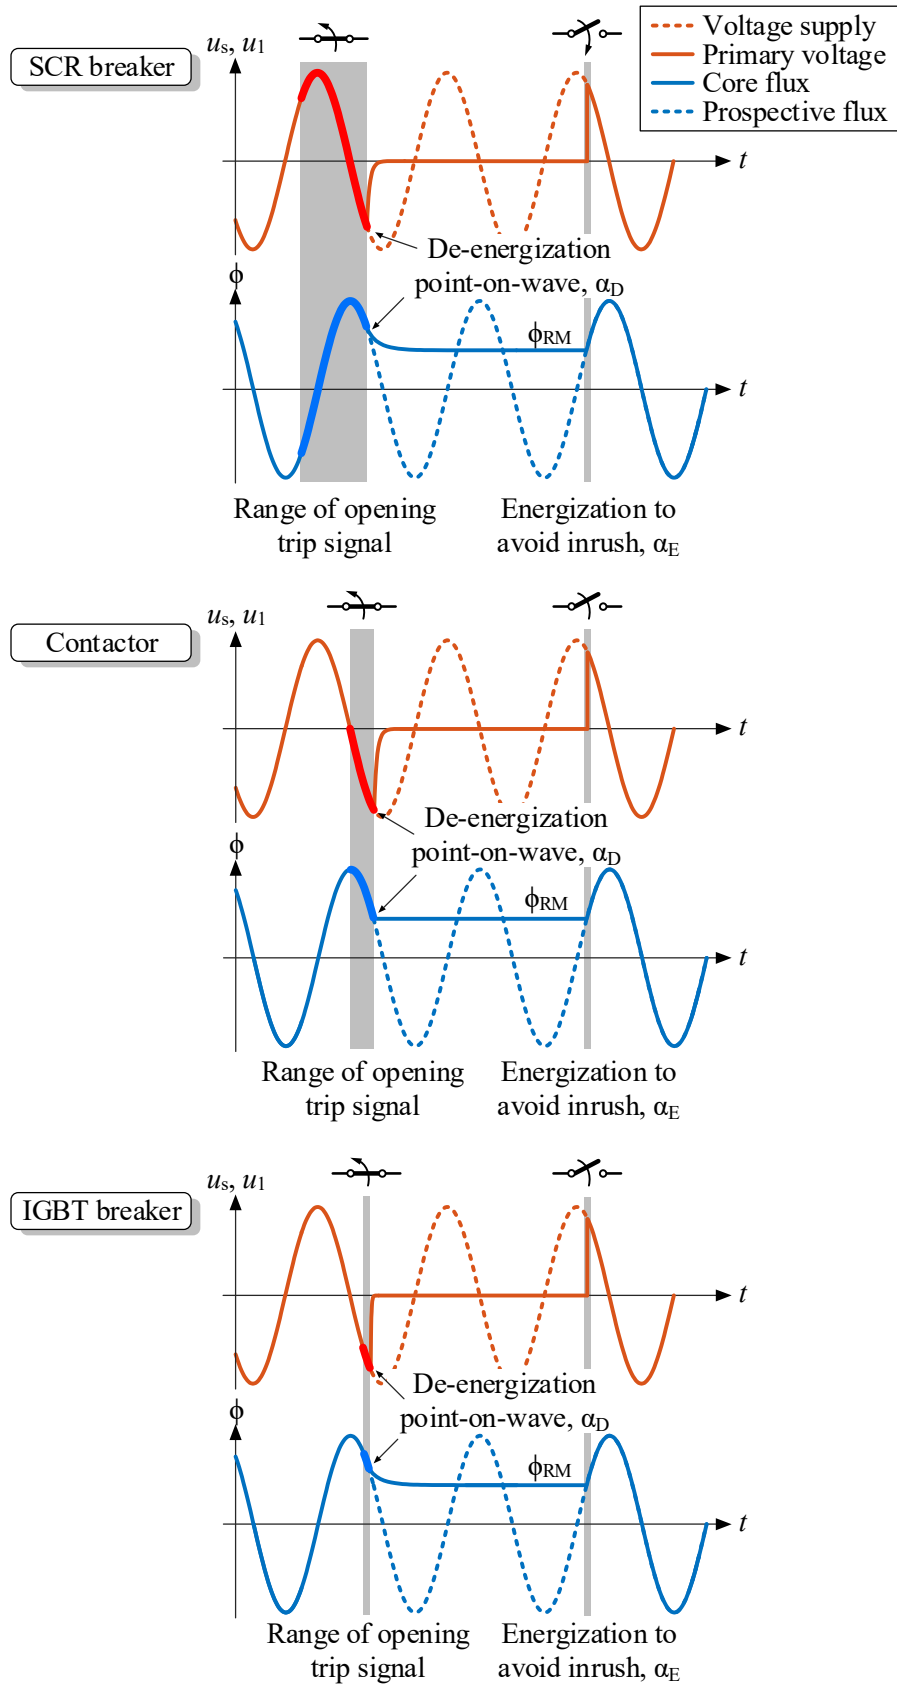 Voltage supply
Primary voltage
Core flux
Prospective flux
SCR breaker
us, u1
t
De-energization
point-on-wave, αD
ϕ
ϕRM
t
Range of opening
trip signal
Energization to
avoid inrush, αE
Contactor
us, u1
t
De-energization
point-on-wave, αD
ϕ
ϕRM
t
Range of opening
trip signal
Energization to
avoid inrush, αE
IGBT breaker
us, u1
t
De-energization
point-on-wave, αD
ϕ
ϕRM
t
Range of opening
trip signal
Energization to
avoid inrush, αE